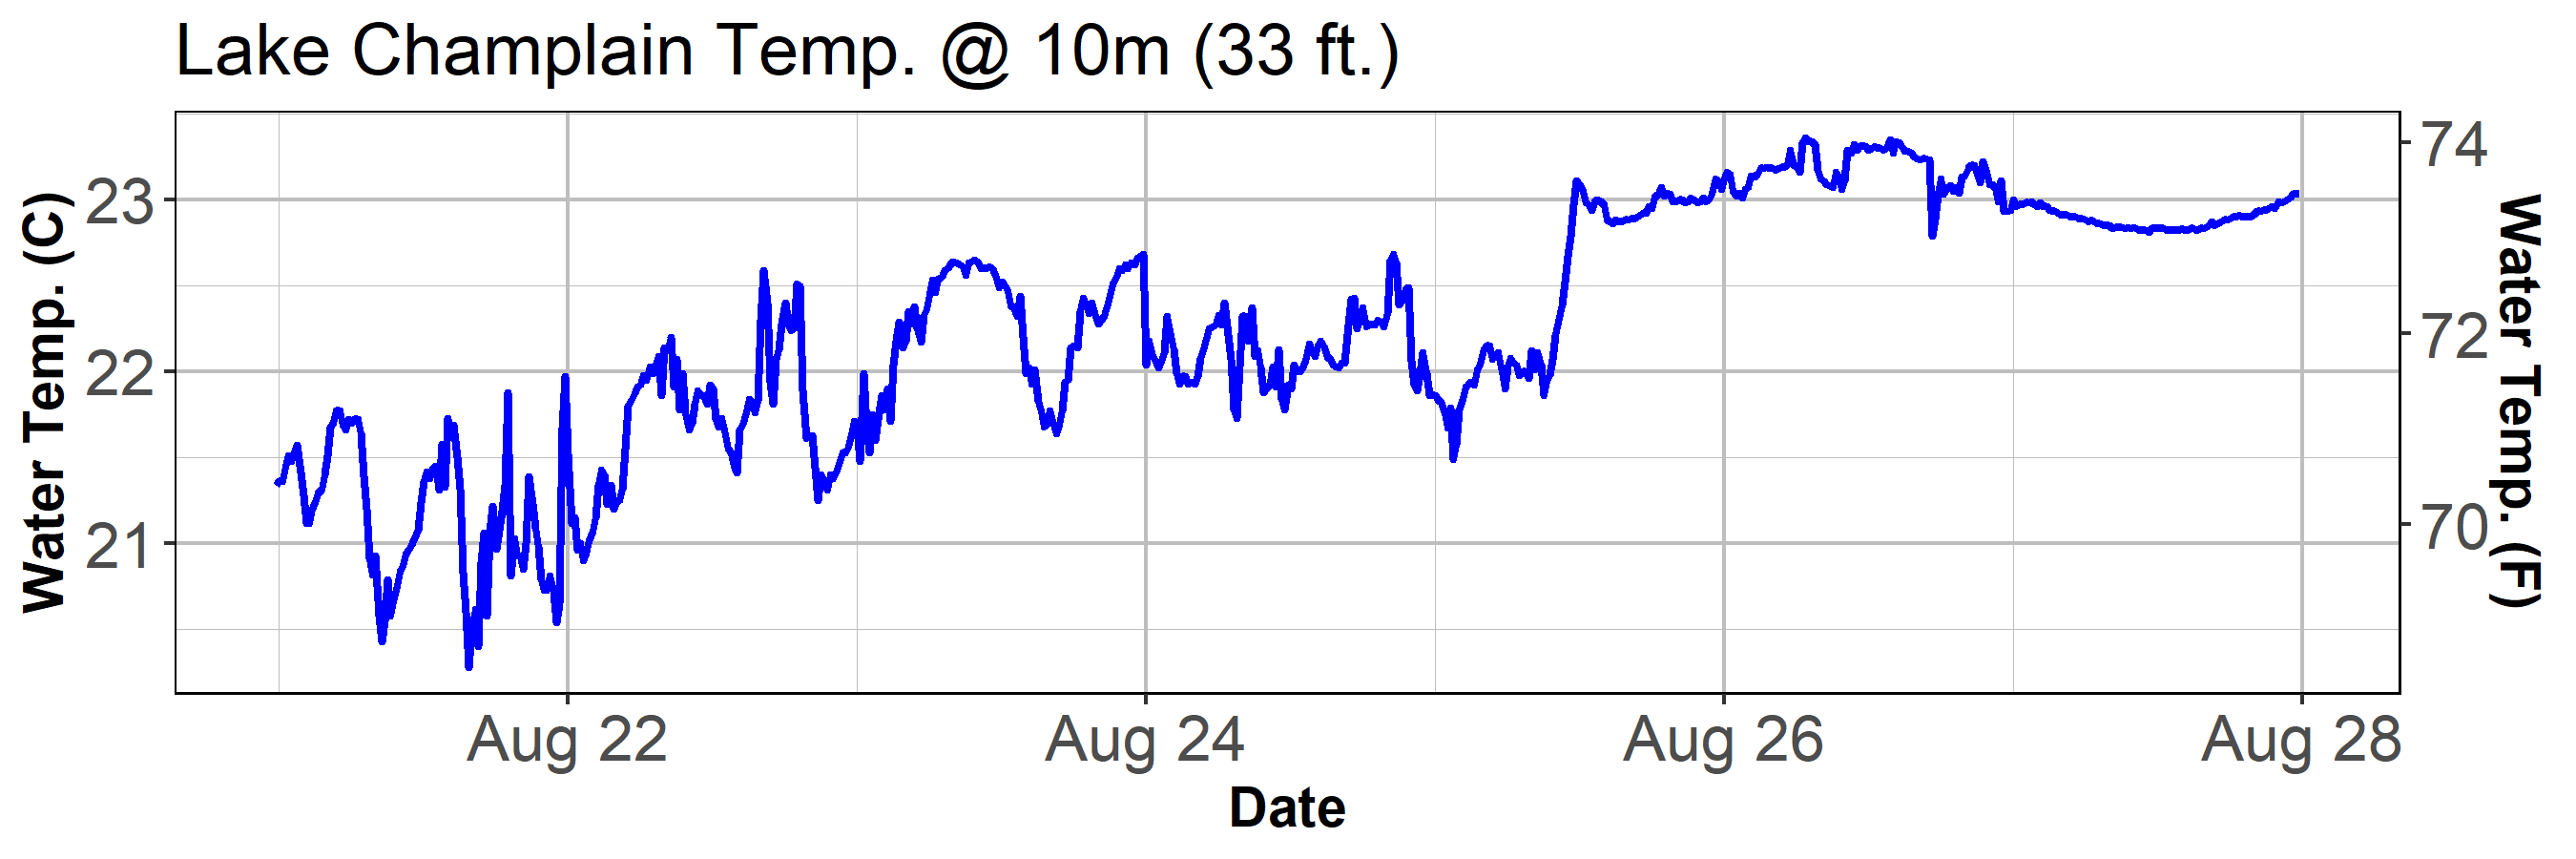 Lake Champlain Temp. @ 10m (33 ft.)
Water Temp. (C)
23
22
21
74
72
70
Water Temp. (F)
Aug 22
Aug 24
Aug 26
Aug 28
Date